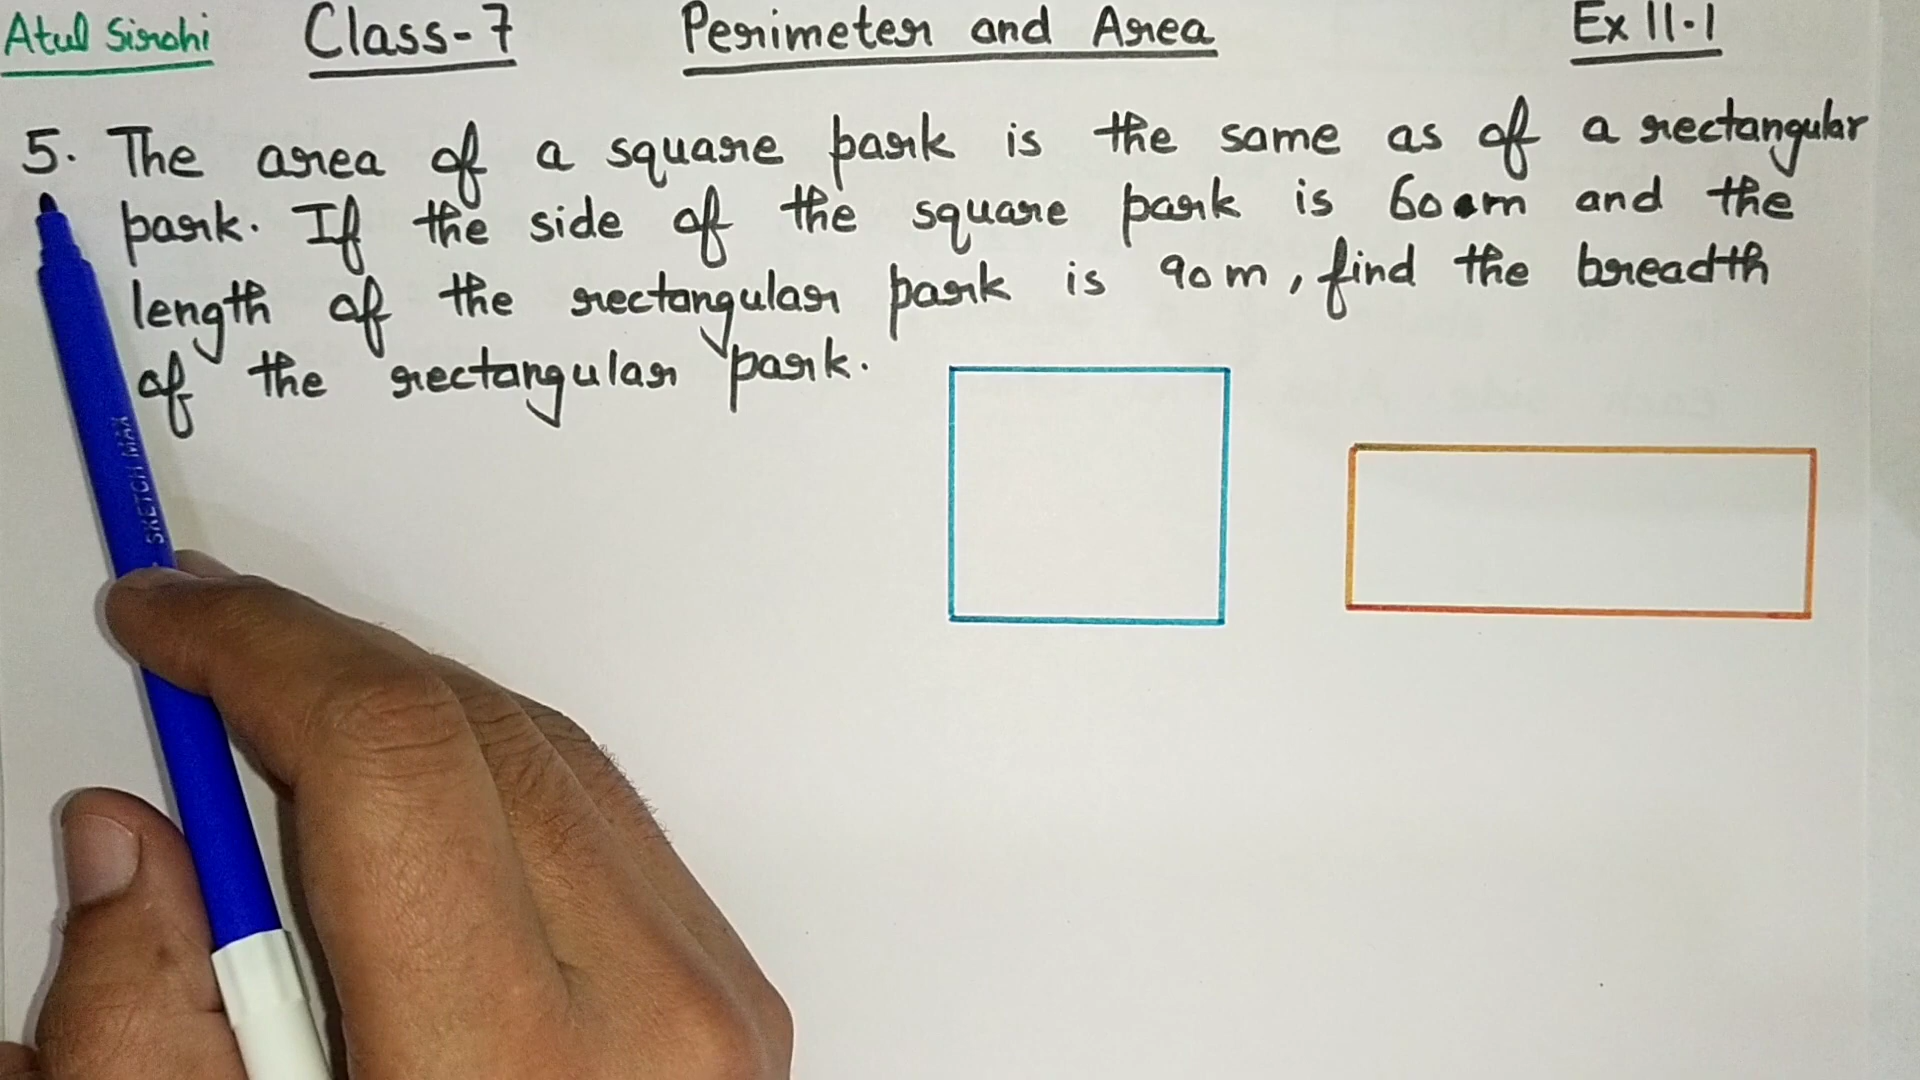 Atul Sirohi Class-7 Perimeter and Area Ex 11.1
5. The area of a square park is the same as of a rectangular
park. If the side of the square park is 60 m and the
length of the rectangular park is 90 m, find the breadth
of the rectangular park.
SKETCH MAX